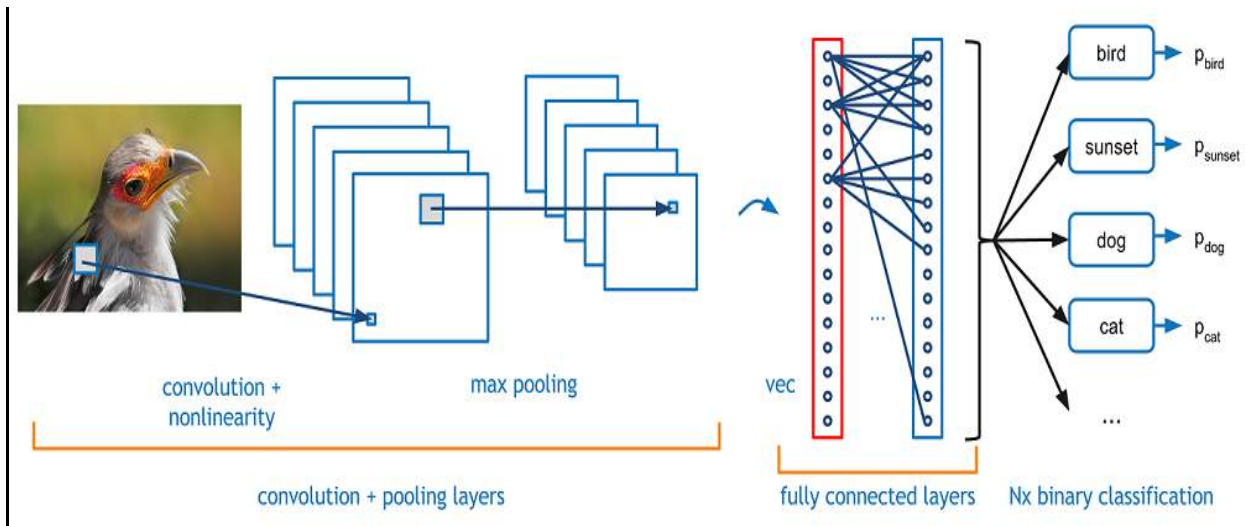 bird
p_bird
sunset
p_sunset
dog
p_dog
cat
p_cat
...
...
convolution +
nonlinearity
max pooling
vec
convolution + pooling layers
fully connected layers
Nx binary classification